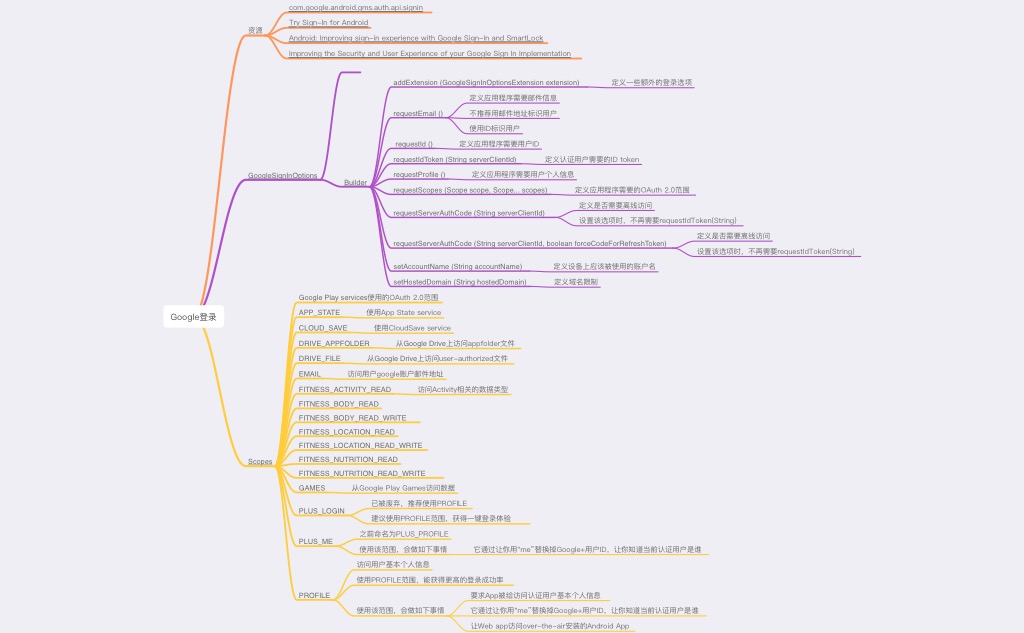 com.google.android.gms.auth.api.signin
Try Sign-In for Android
资源
Android: Improving sign-in experience with Google Sign-In and SmartLock
Improving the Security and User Experience of your Google Sign In Implementation
addExtension (GoogleSignInOptionsExtension extension) 定义一些额外的登录选项
定义应用程序需要邮件信息
requestEmail () 不推荐用邮件地址标识用户
使用ID标识用户
requestId () 定义应用程序需要用户ID
requestIdToken (String serverClientId) 定义认证用户需要的ID token
GoogleSignInOptions
requestProfile () 定义应用程序需要用户个人信息
Builder
requestScopes (Scope scope, Scope... scopes) 定义应用程序需要的OAuth 2.0范围
定义是否需要离线访问
requestServerAuthCode (String serverClientId)
设置该选项时，不再需要requestIdToken(String)
定义是否需要离线访问
requestServerAuthCode (String serverClientId, boolean forceCodeForRefreshToken)
设置该选项时，不再需要requestIdToken(String)
setAccountName (String accountName) 定义设备上应该被使用的账户名
setHostedDomain (String hostedDomain) 定义域名限制
Google登录
Google Play services使用的OAuth 2.0范围
APP_STATE 使用App State service
CLOUD_SAVE 使用CloudSave service
DRIVE_APPFOLDER 从Google Drive上访问appfolder文件
DRIVE_FILE 从Google Drive上访问user-authorized文件
EMAIL 访问用户google账户邮件地址
FITNESS_ACTIVITY_READ 访问Activity相关的数据类型
FITNESS_BODY_READ
FITNESS_BODY_READ_WRITE
FITNESS_LOCATION_READ
FITNESS_LOCATION_READ_WRITE
Scopes
FITNESS_NUTRITION_READ
FITNESS_NUTRITION_READ_WRITE
GAMES 从Google Play Games访问数据
已被废弃，推荐使用PROFILE
PLUS_LOGIN
建议使用PROFILE范围，获得一键登录体验
之前命名为PLUS_PROFILE
PLUS_ME
使用该范围，会做如下事情 它通过让你用“me”替换掉Google+用户ID，让你知道当前认证用户是谁
访问用户基本个人信息
使用PROFILE范围，能获得更高的登录成功率
PROFILE
要求App被给访问认证用户基本个人信息
使用该范围，会做如下事情 它通过让你用“me”替换掉Google+用户ID，让你知道当前认证用户是谁
让Web app访问over-the-air安装的Android App